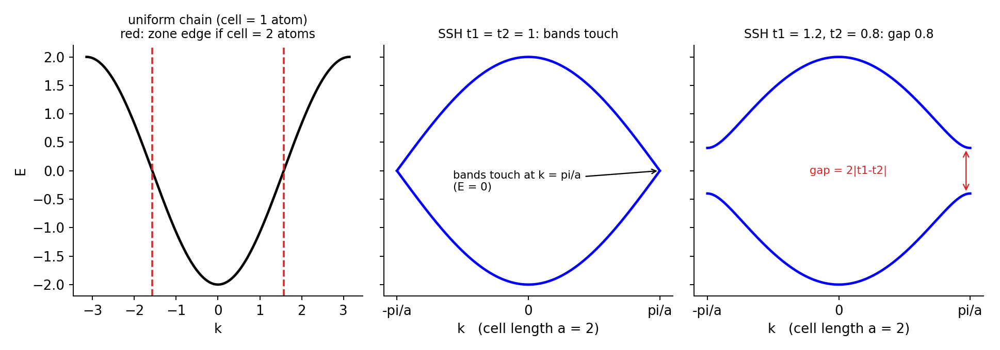 uniform chain (cell = 1 atom)
red: zone edge if cell = 2 atoms
E
2.0
1.5
1.0
0.5
0.0
−0.5
−1.0
−1.5
−2.0
−3
−2
−1
0
1
2
3
k
SSH t1 = t2 = 1: bands touch
bands touch at k = pi/a
(E = 0)
-pi/a
0
pi/a
k (cell length a = 2)
SSH t1 = 1.2, t2 = 0.8: gap 0.8
gap = 2|t1-t2|
-pi/a
0
pi/a
k (cell length a = 2)